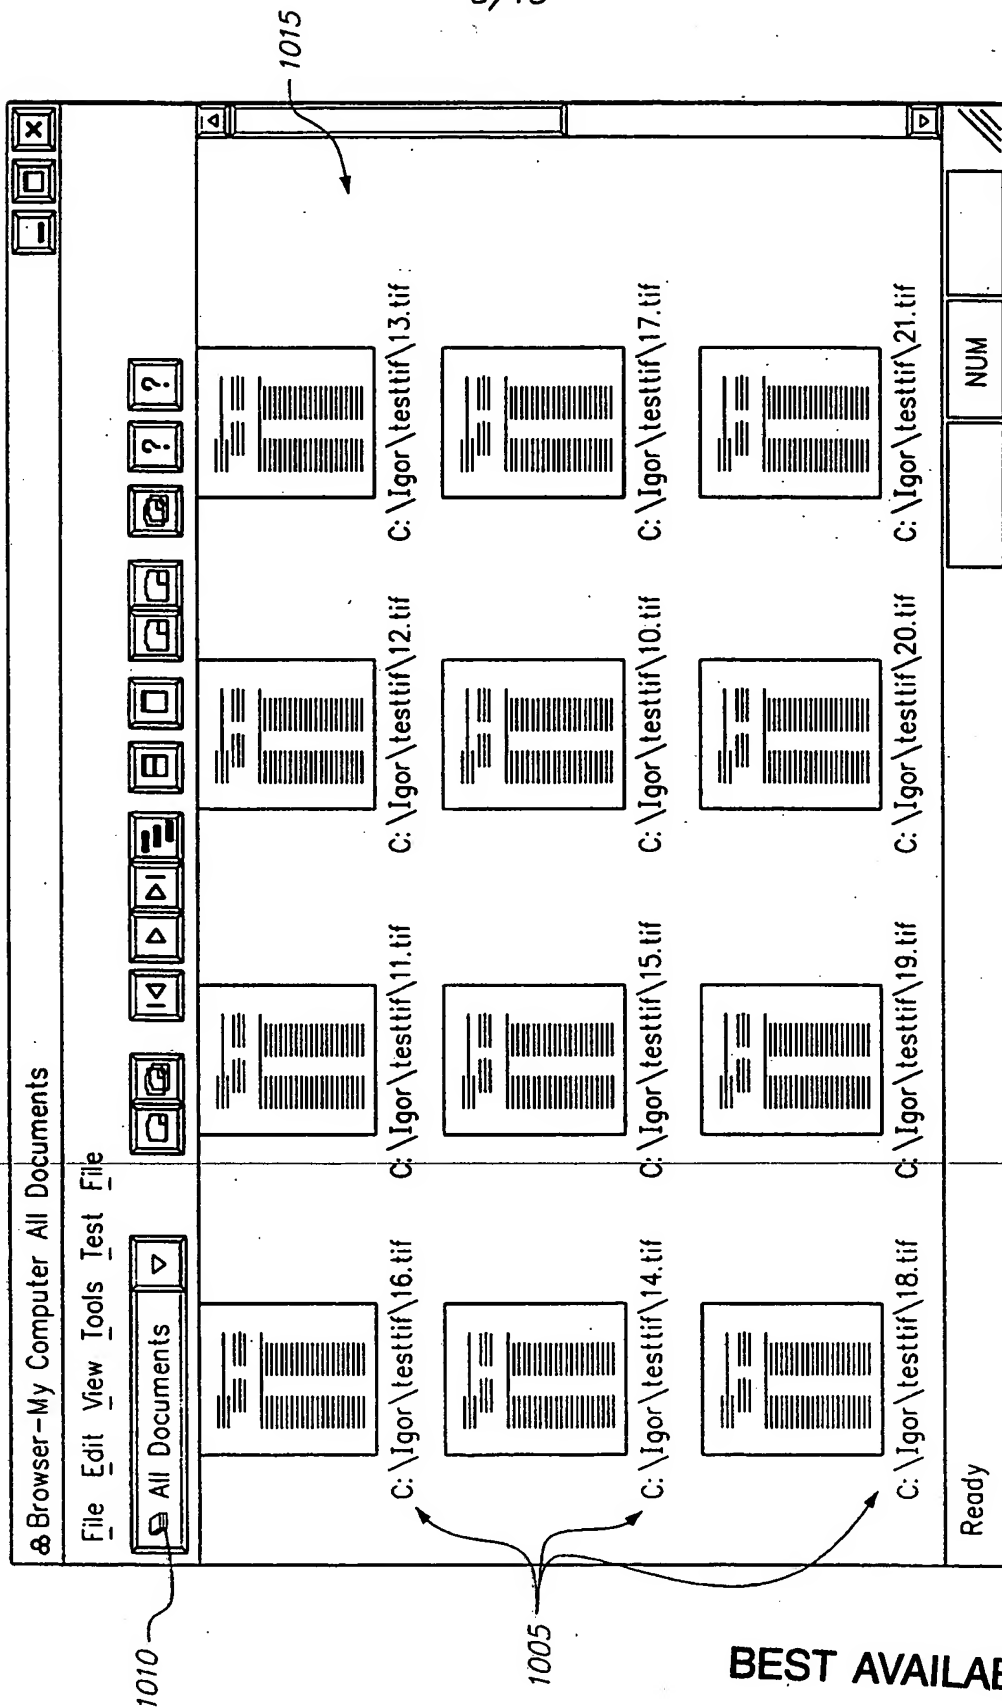 1015
&Browser-My Computer All Documents
File Edit View Tools Test File
All Documents
? ?
C:\Igor\testtif\16.tif C:\Igor\testtif\11.tif C:\Igor\testtif\12.tif C:\Igor\testtif\13.tif
C:\Igor\testtif\14.tif C:\Igor\testtif\15.tif C:\Igor\testtif\10.tif C:\Igor\testtif\17.tif
C:\Igor\testtif\18.tif C:\Igor\testtif\19.tif C:\Igor\testtif\20.tif C:\Igor\testtif\21.tif
Ready NUM
1010
1005
BEST AVAILAB